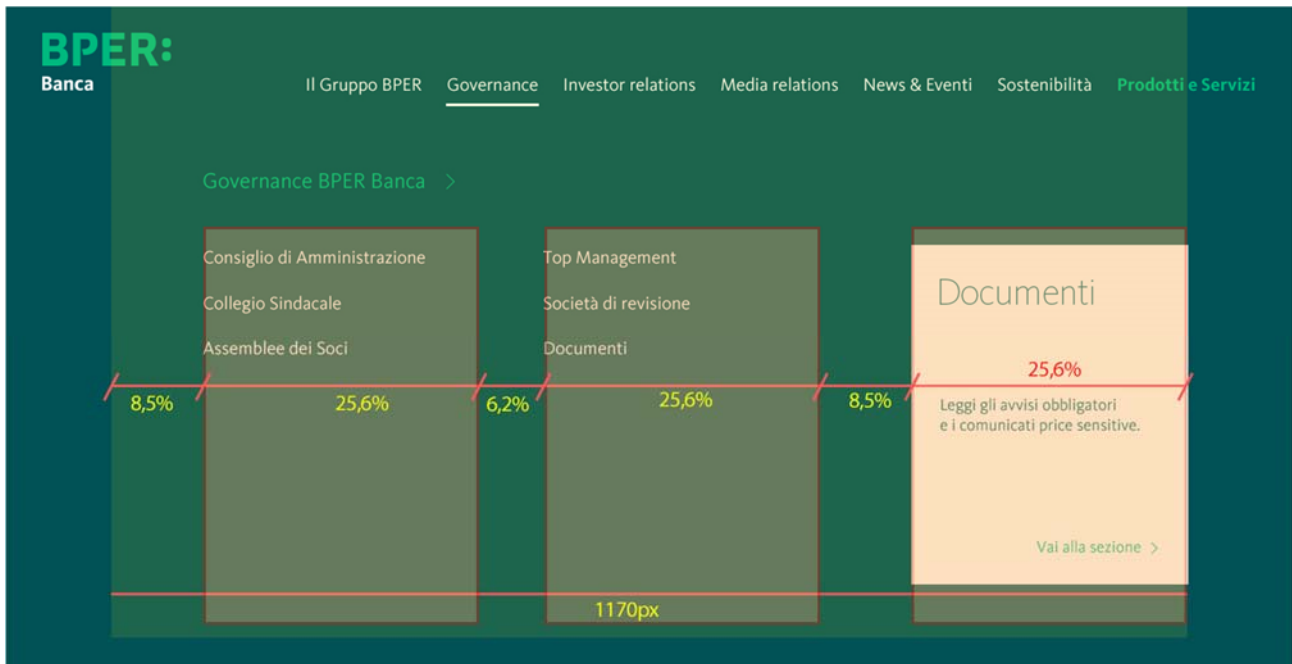 BPER:
Banca
Il Gruppo BPER Governance Investor relations Media relations News & Eventi Sostenibilità Prodotti e Servizi
Governance BPER Banca >
Consiglio di Amministrazione
Collegio Sindacale
Assemblee dei Soci
Top Management
Società di revisione
Documenti
Documenti
25,6%
8,5% 25,6% 6,2% 25,6% 8,5%
Leggi gli avvisi obbligatori
e i comunicati price sensitive.
Vai alla sezione >
1170px